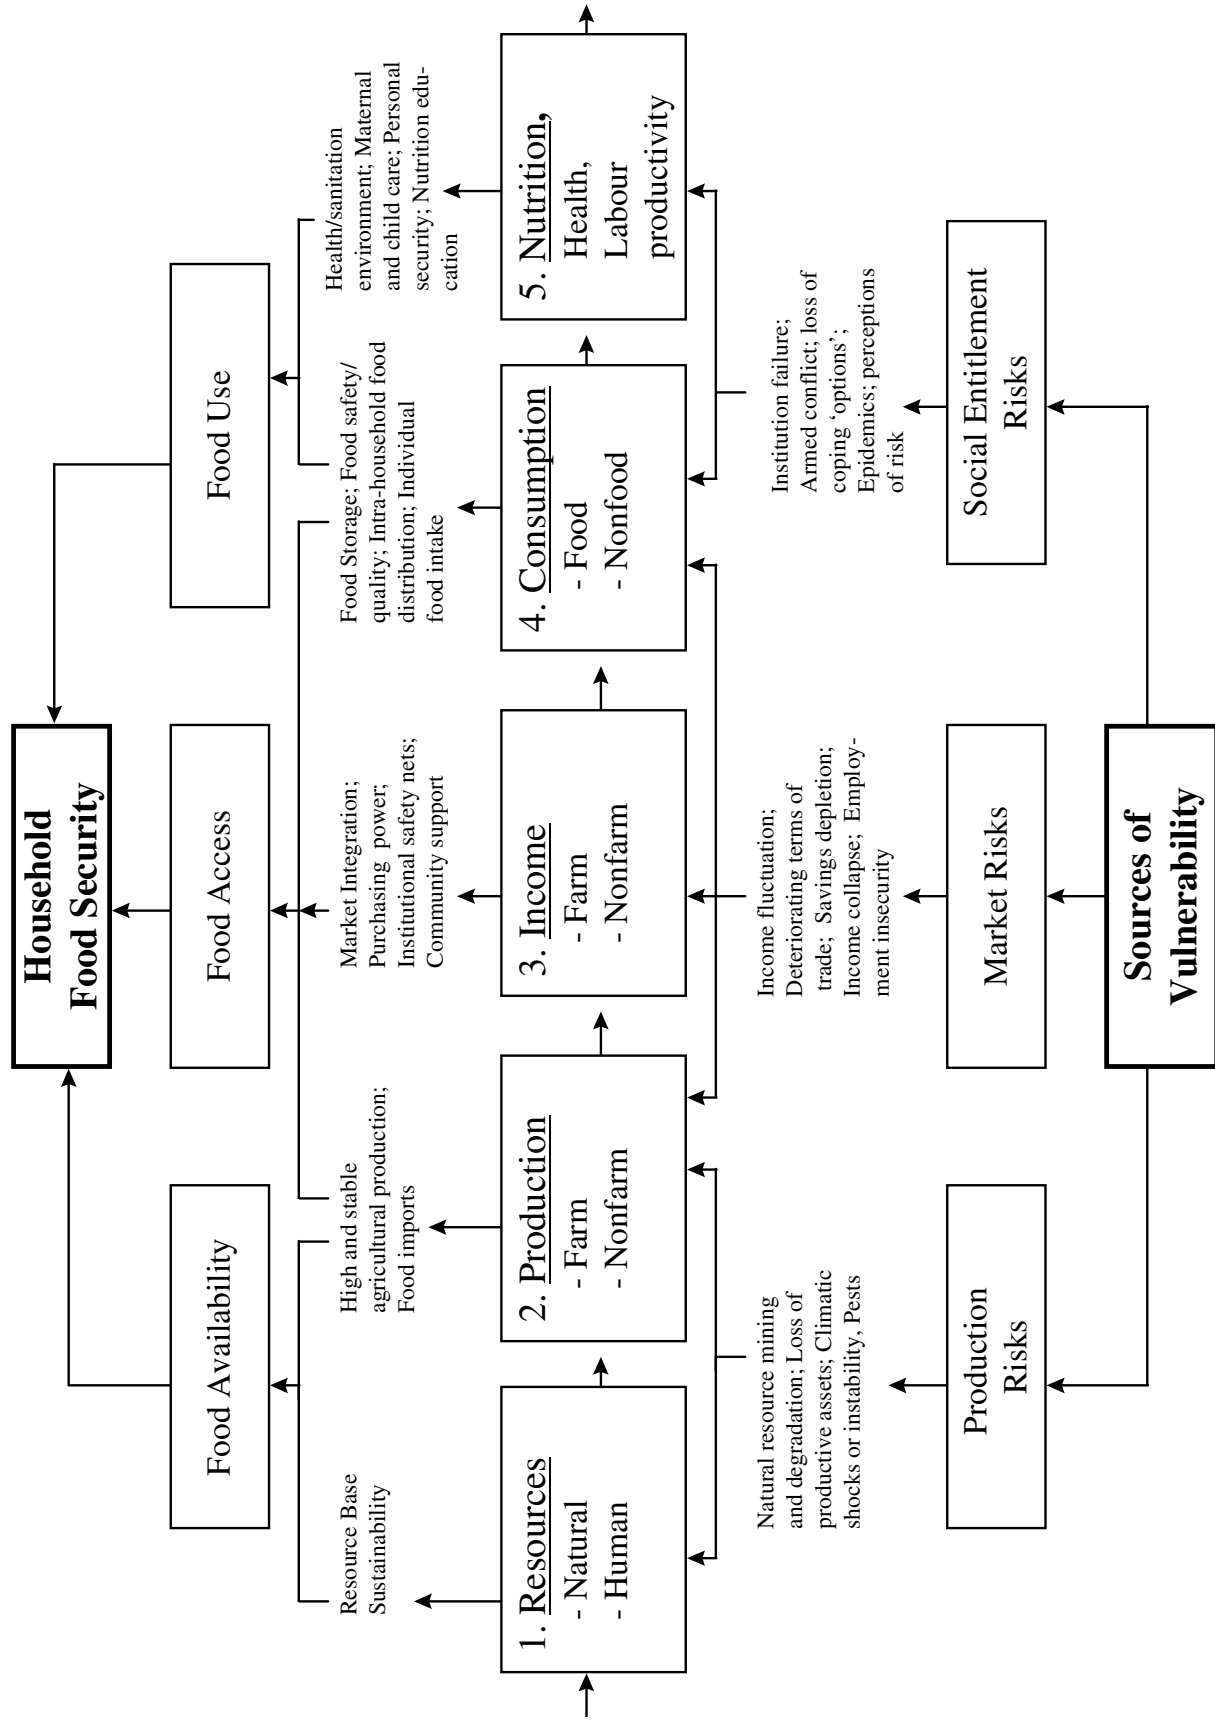 Household
Food Security
Food Availability
Food Access
Food Use
Resource Base
Sustainability
High and stable
agricultural production;
Food imports
Market Integration;
Purchasing power;
Institutional safety nets;
Community support
Food Storage; Food safety/
quality; Intra-household food
distribution; Individual
food intake
Health/sanitation
environment; Maternal
and child care; Personal
security; Nutrition edu-
cation
1. Resources
- Natural
- Human
2. Production
- Farm
- Nonfarm
3. Income
- Farm
- Nonfarm
4. Consumption
- Food
- Nonfood
5. Nutrition,
Health,
Labour
productivity
Natural resource mining
and degradation; Loss of
productive assets; Climatic
shocks or instability, Pests
Income fluctuation;
Deteriorating terms of
trade; Savings depletion;
Income collapse; Employ-
ment insecurity
Institution failure;
Armed conflict; loss of
coping ‘options’;
Epidemics; perceptions
of risk
Production
Risks
Market Risks
Social Entitlement
Risks
Sources of
Vulnerability